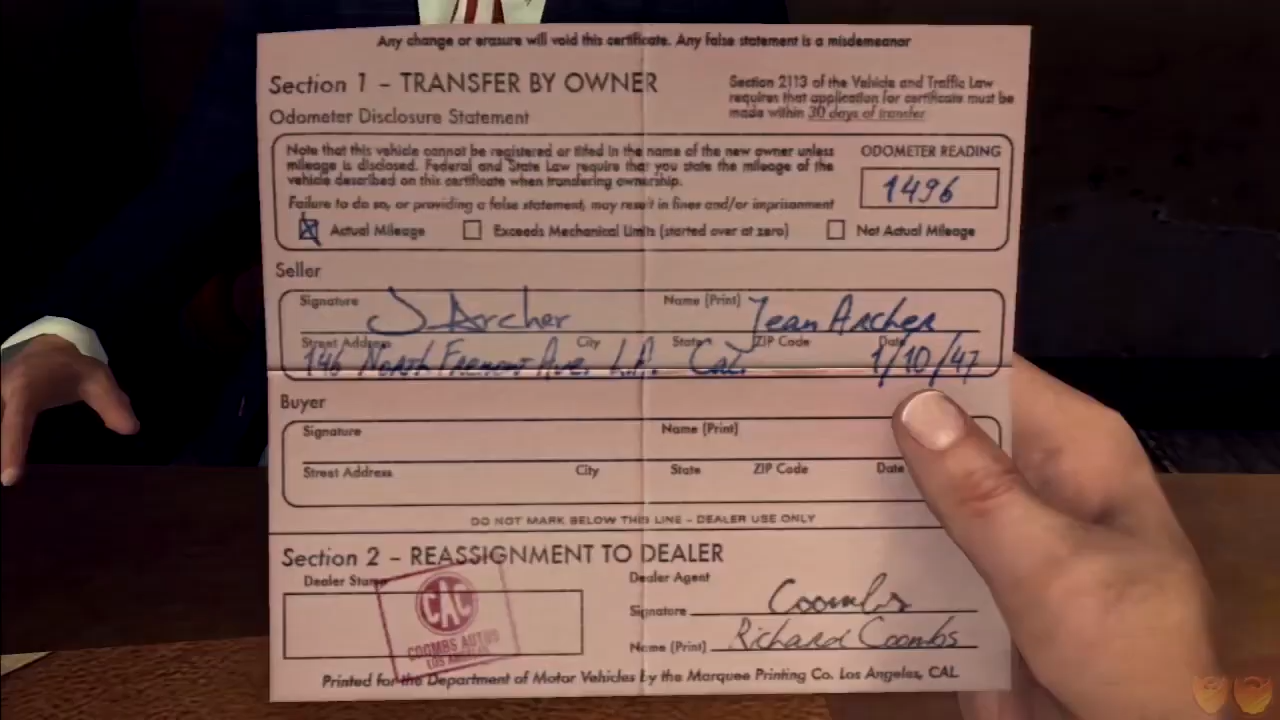 Any change or erasure will void this certificate. Any false statement is a misdemeanor
Section 1 – TRANSFER BY OWNER
Section 2113 of the Vehicle and Traffic Law
requires that application for certificate must be
made within 30 days of transfer
Odometer Disclosure Statement
Note that this vehicle cannot be registered or titled in the name of the new owner unless
mileage is disclosed. Federal and State Law require that you state the mileage of the
vehicle described on this certificate when transferring ownership.
Failure to do so, or providing a false statement, may result in fines and/or imprisonment
ODOMETER READING
1496
Actual Mileage Exceeds Mechanical Limits (started over at zero) Not Actual Mileage
Seller
Signature J Archer Name (Print) Jean Archer
Street Address City State ZIP Code Date
146 North Fremont Ave. L.A. Cal. 1/10/47
Buyer
Signature Name (Print)
Street Address City State ZIP Code Date
DO NOT MARK BELOW THIS LINE - DEALER USE ONLY
Section 2 – REASSIGNMENT TO DEALER
Dealer Stamp
CAC
COOMBS AUTOS
LOS ANGELES
Dealer Agent
Signature Coombs
Name (Print) Richard Coombs
Printed for the Department of Motor Vehicles by the Marquee Printing Co. Los Angeles, CAL